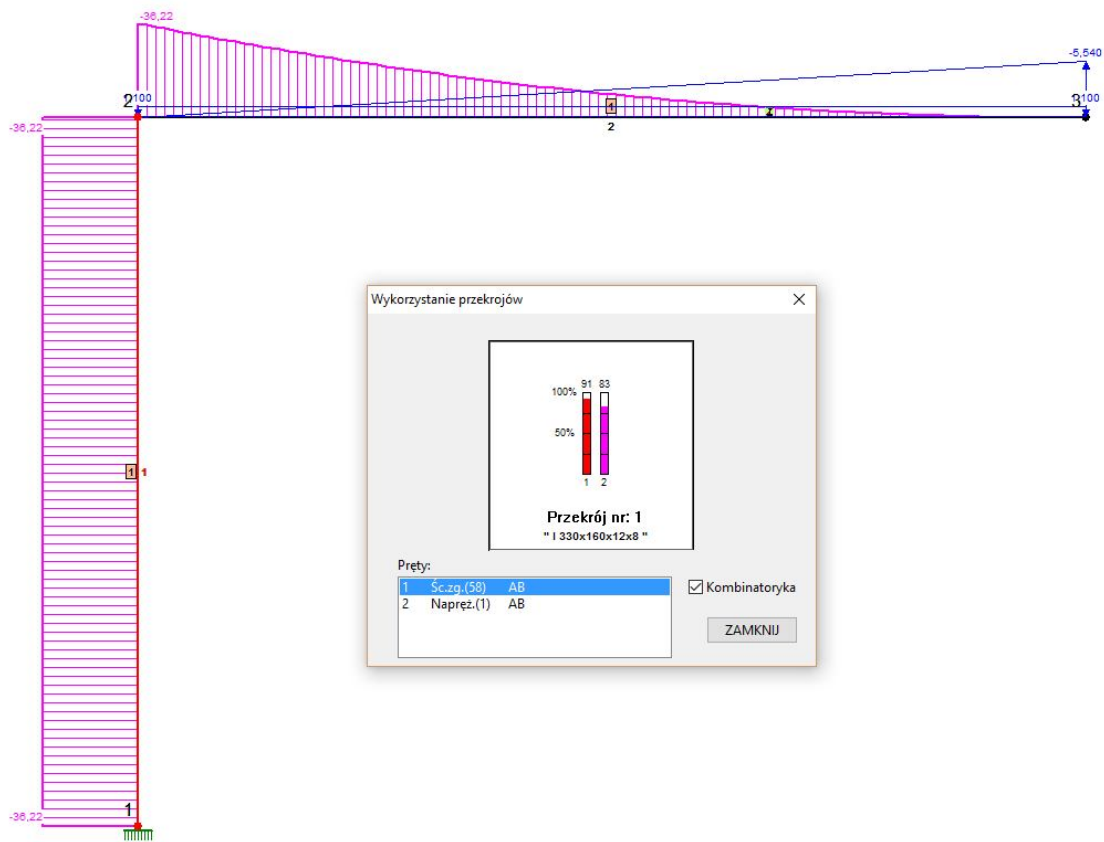 -36,22
-5,540
2
100
1
Z
3
100
-36,22
2
Wykorzystanie przekrojów
91 83
100%
50%
1 2
Przekrój nr: 1
" I 330x160x12x8 "
1 1
Pręty:
1 Śc.zg.(58) AB
2 Napręż.(1) AB
Kombinatoryka
ZAMKNIJ
1
-36,22